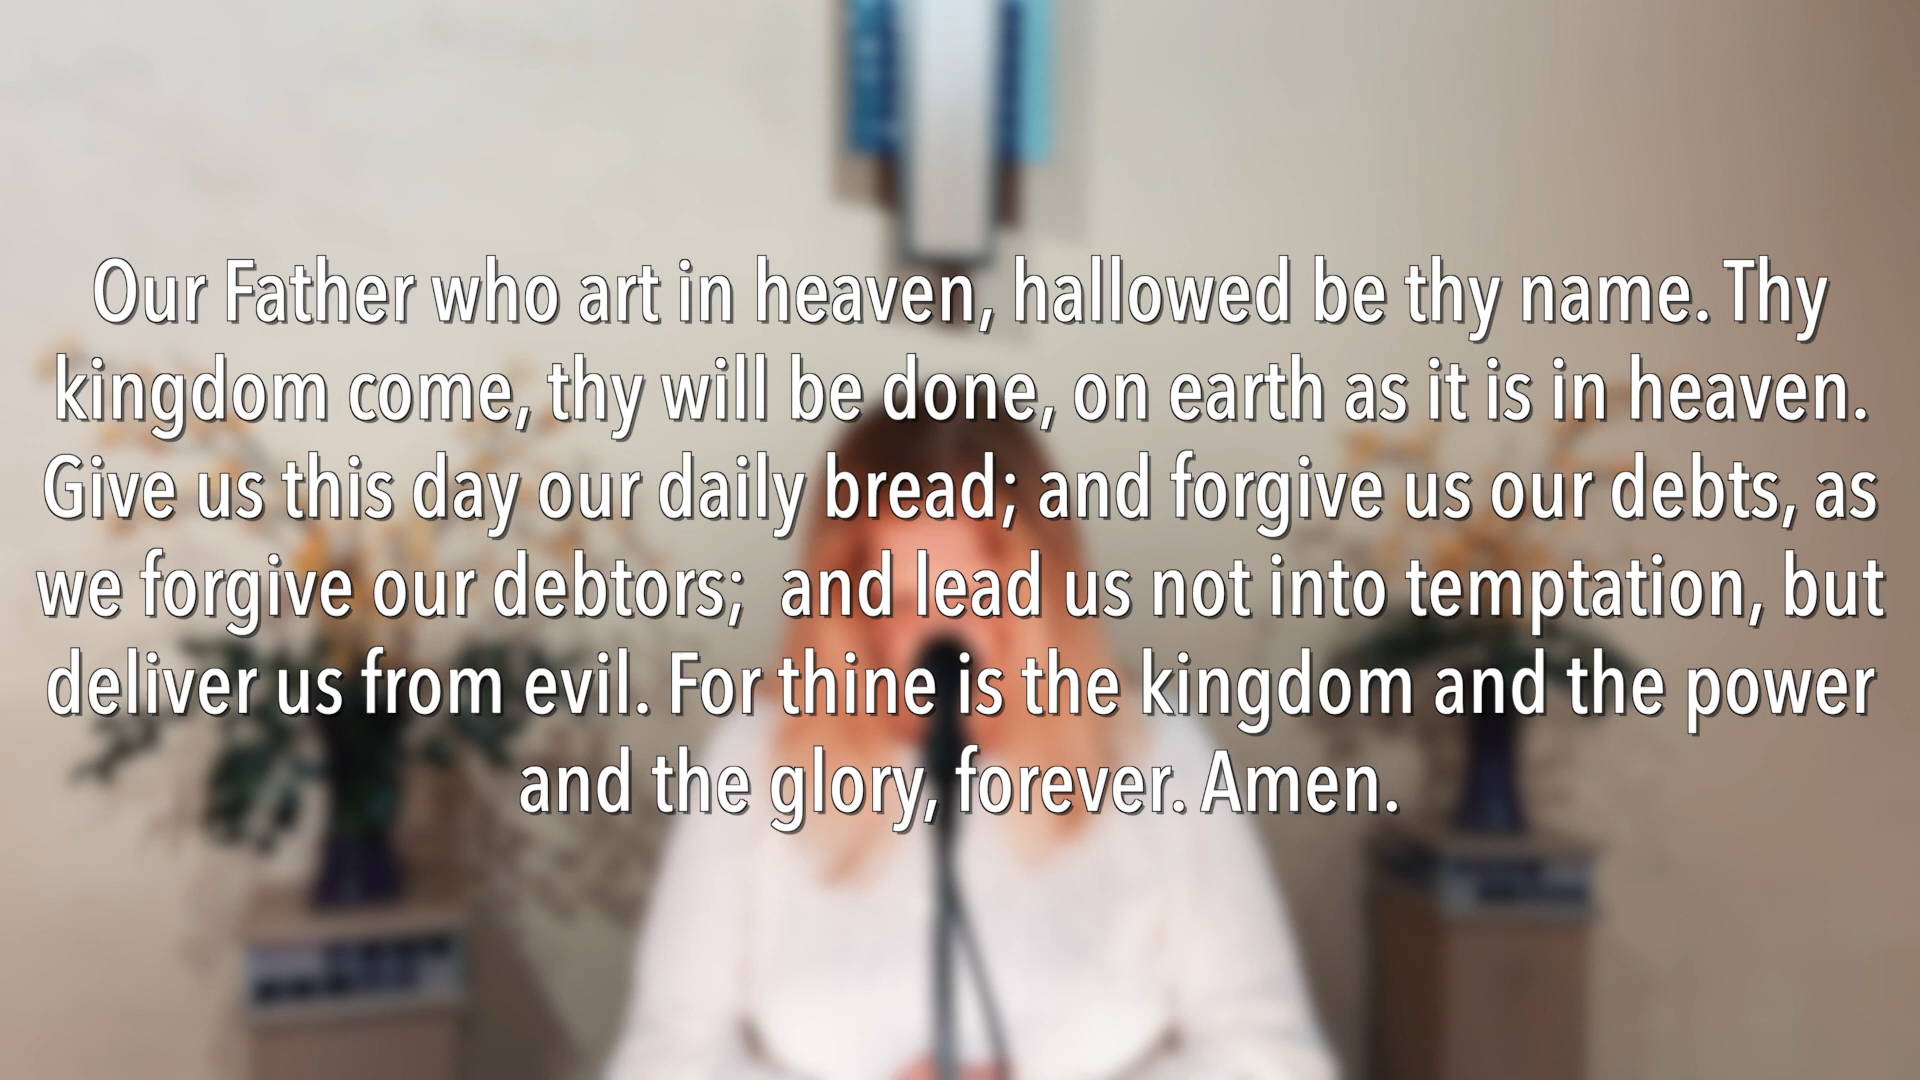 Our Father who art in heaven, hallowed be thy name. Thy
kingdom come, thy will be done, on earth as it is in heaven.
Give us this day our daily bread; and forgive us our debts, as
we forgive our debtors;  and lead us not into temptation, but
deliver us from evil. For thine is the kingdom and the power
and the glory, forever. Amen.